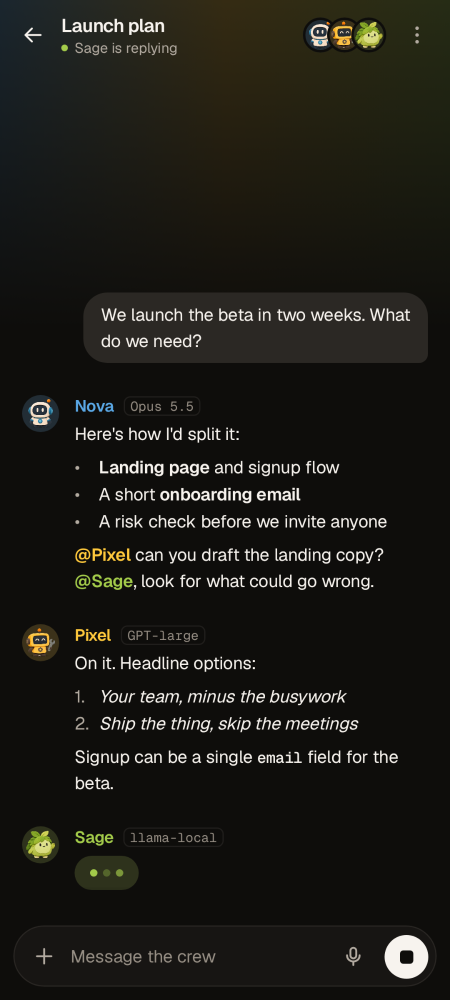 Launch plan
Sage is replying
We launch the beta in two weeks. What
do we need?
Nova Opus 5.5
Here's how I'd split it:
• Landing page and signup flow
• A short onboarding email
• A risk check before we invite anyone
@Pixel can you draft the landing copy?
@Sage, look for what could go wrong.
Pixel GPT-large
On it. Headline options:
1. Your team, minus the busywork
2. Ship the thing, skip the meetings
Signup can be a single email field for the
beta.
Sage llama-local
Message the crew